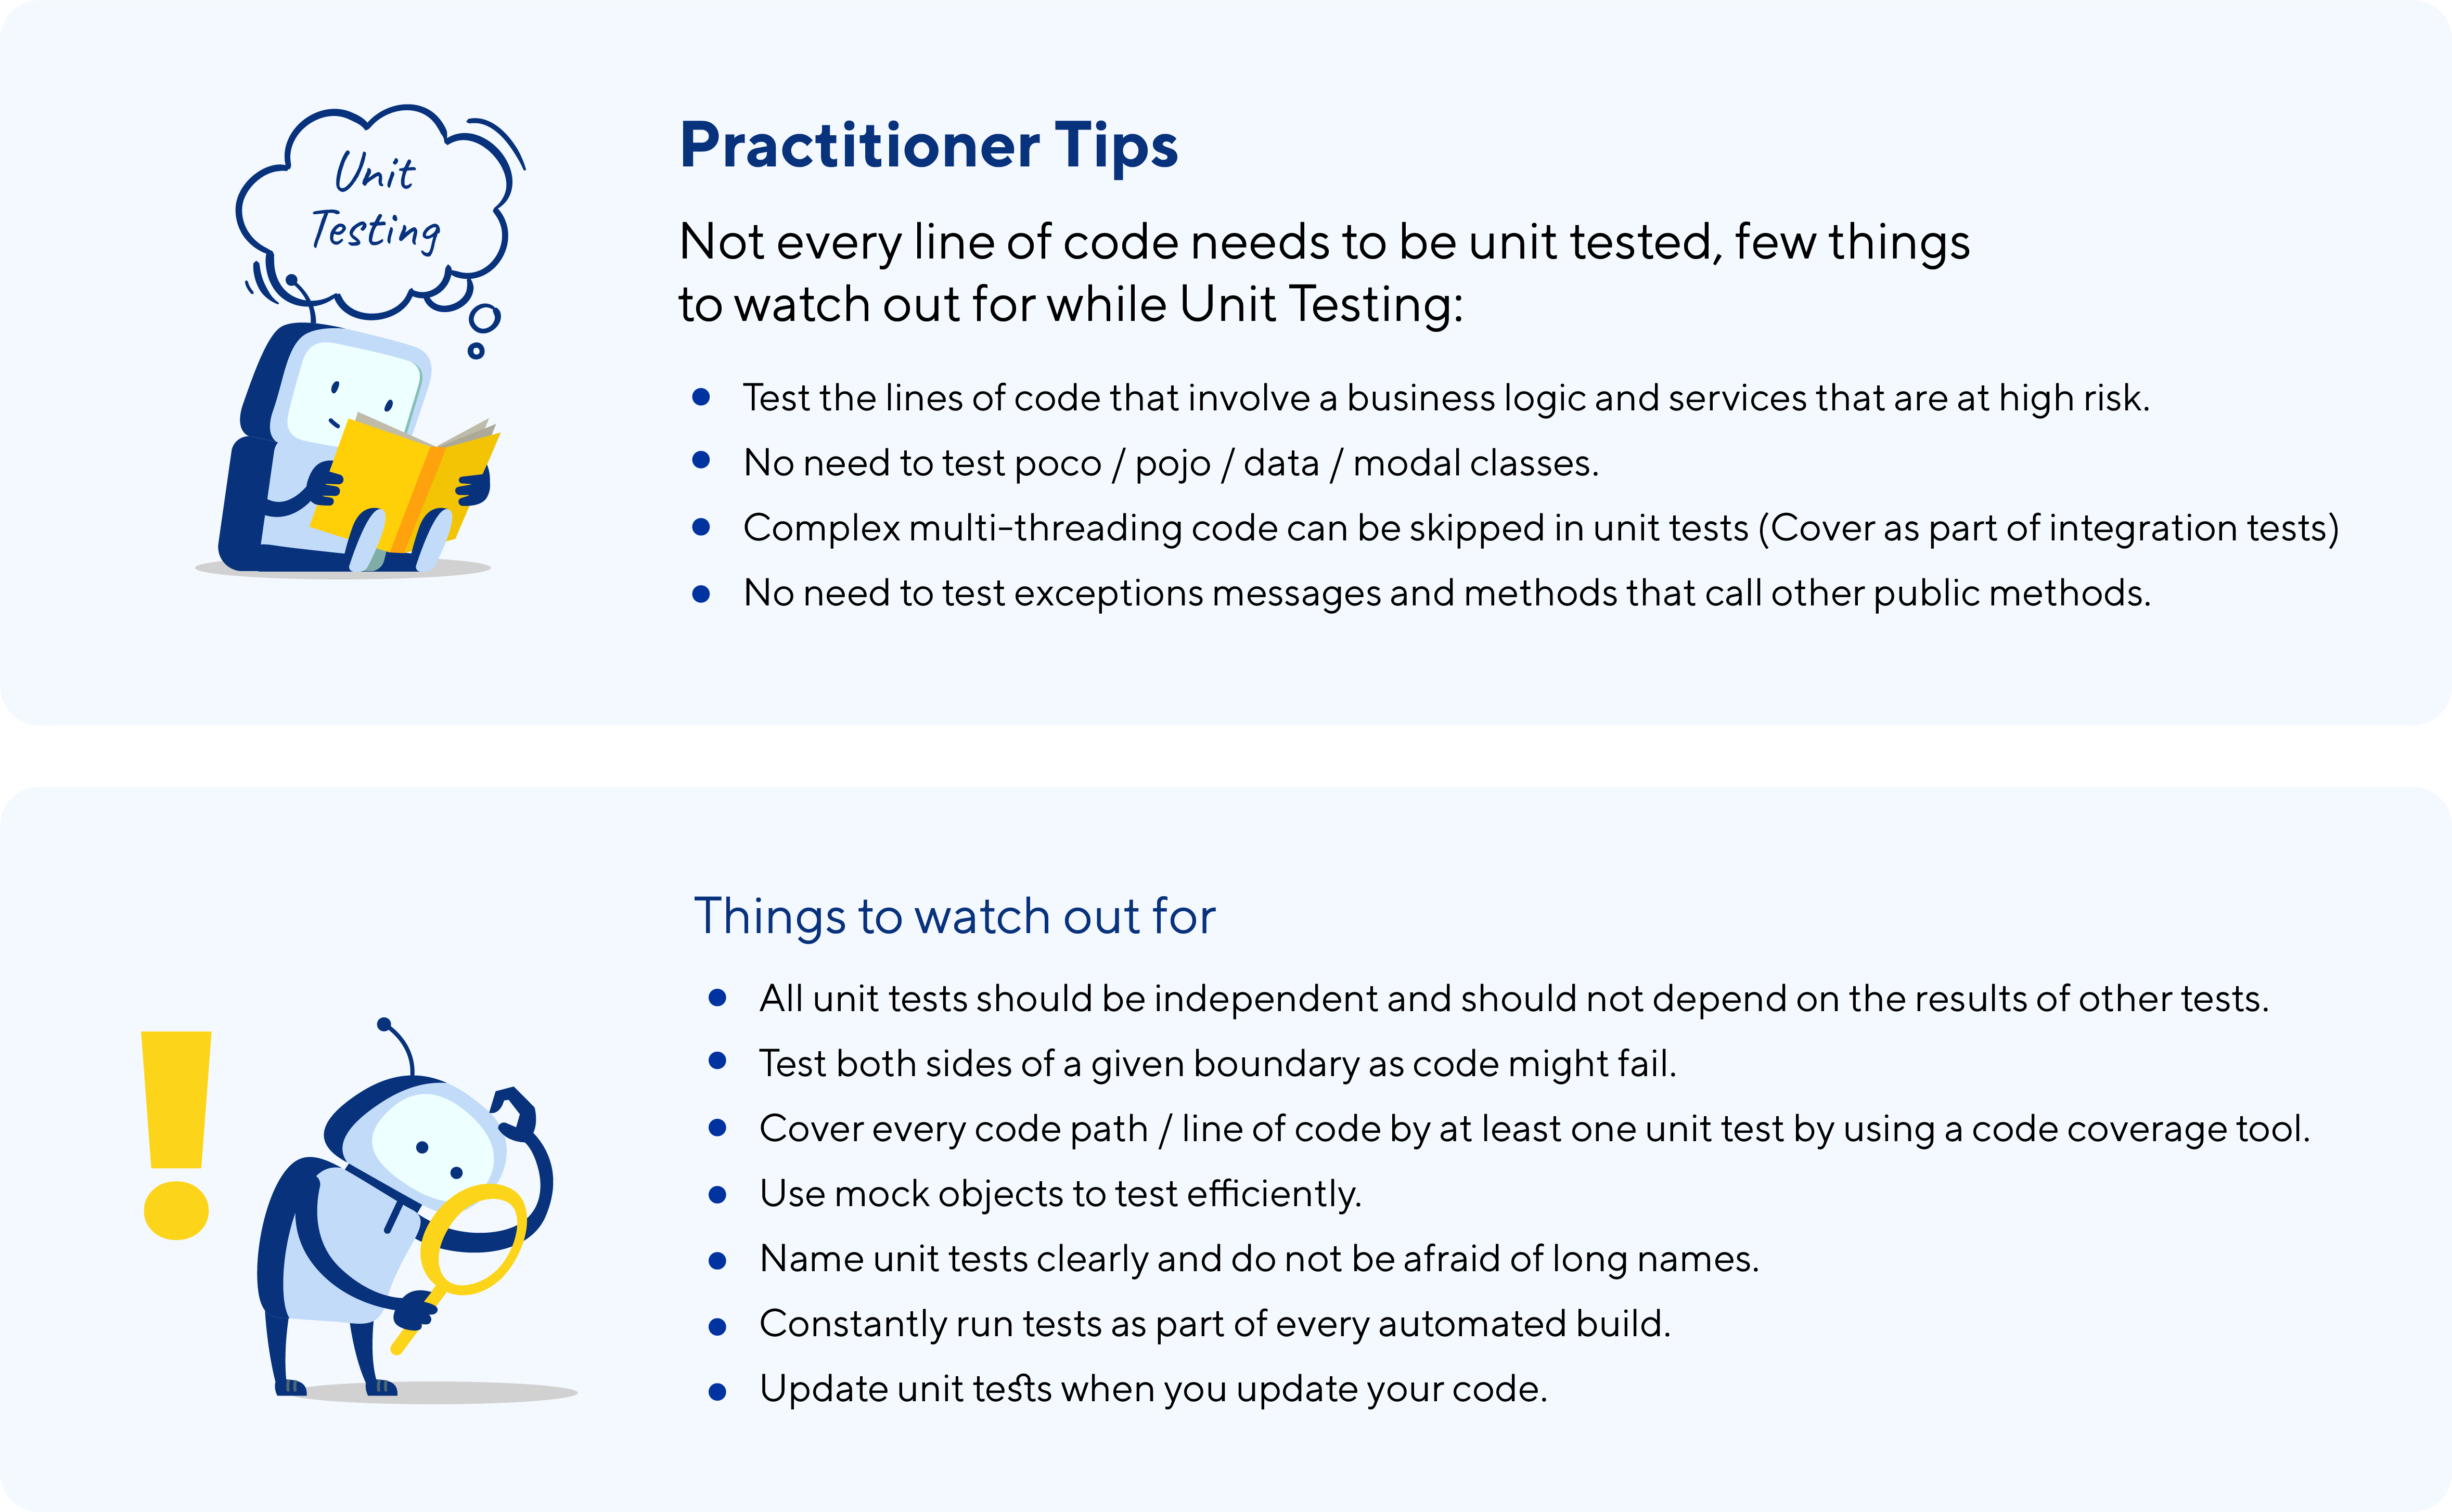 Unit
Testing
Practitioner Tips
Not every line of code needs to be unit tested, few things
to watch out for while Unit Testing:
Test the lines of code that involve a business logic and services that are at high risk.
No need to test poco / pojo / data / modal classes.
Complex multi-threading code can be skipped in unit tests (Cover as part of integration tests)
No need to test exceptions messages and methods that call other public methods.
Things to watch out for
All unit tests should be independent and should not depend on the results of other tests.
Test both sides of a given boundary as code might fail.
Cover every code path / line of code by at least one unit test by using a code coverage tool.
Use mock objects to test efficiently.
Name unit tests clearly and do not be afraid of long names.
Constantly run tests as part of every automated build.
Update unit tests when you update your code.